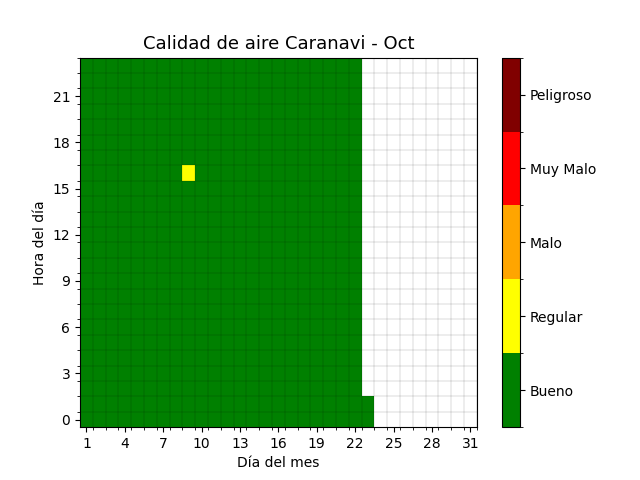 Calidad de aire Caranavi - Oct
Hora del día
21
18
15
12
9
6
3
0
1 4 7 10 13 16 19 22 25 28 31
Día del mes
Peligroso
Muy Malo
Malo
Regular
Bueno